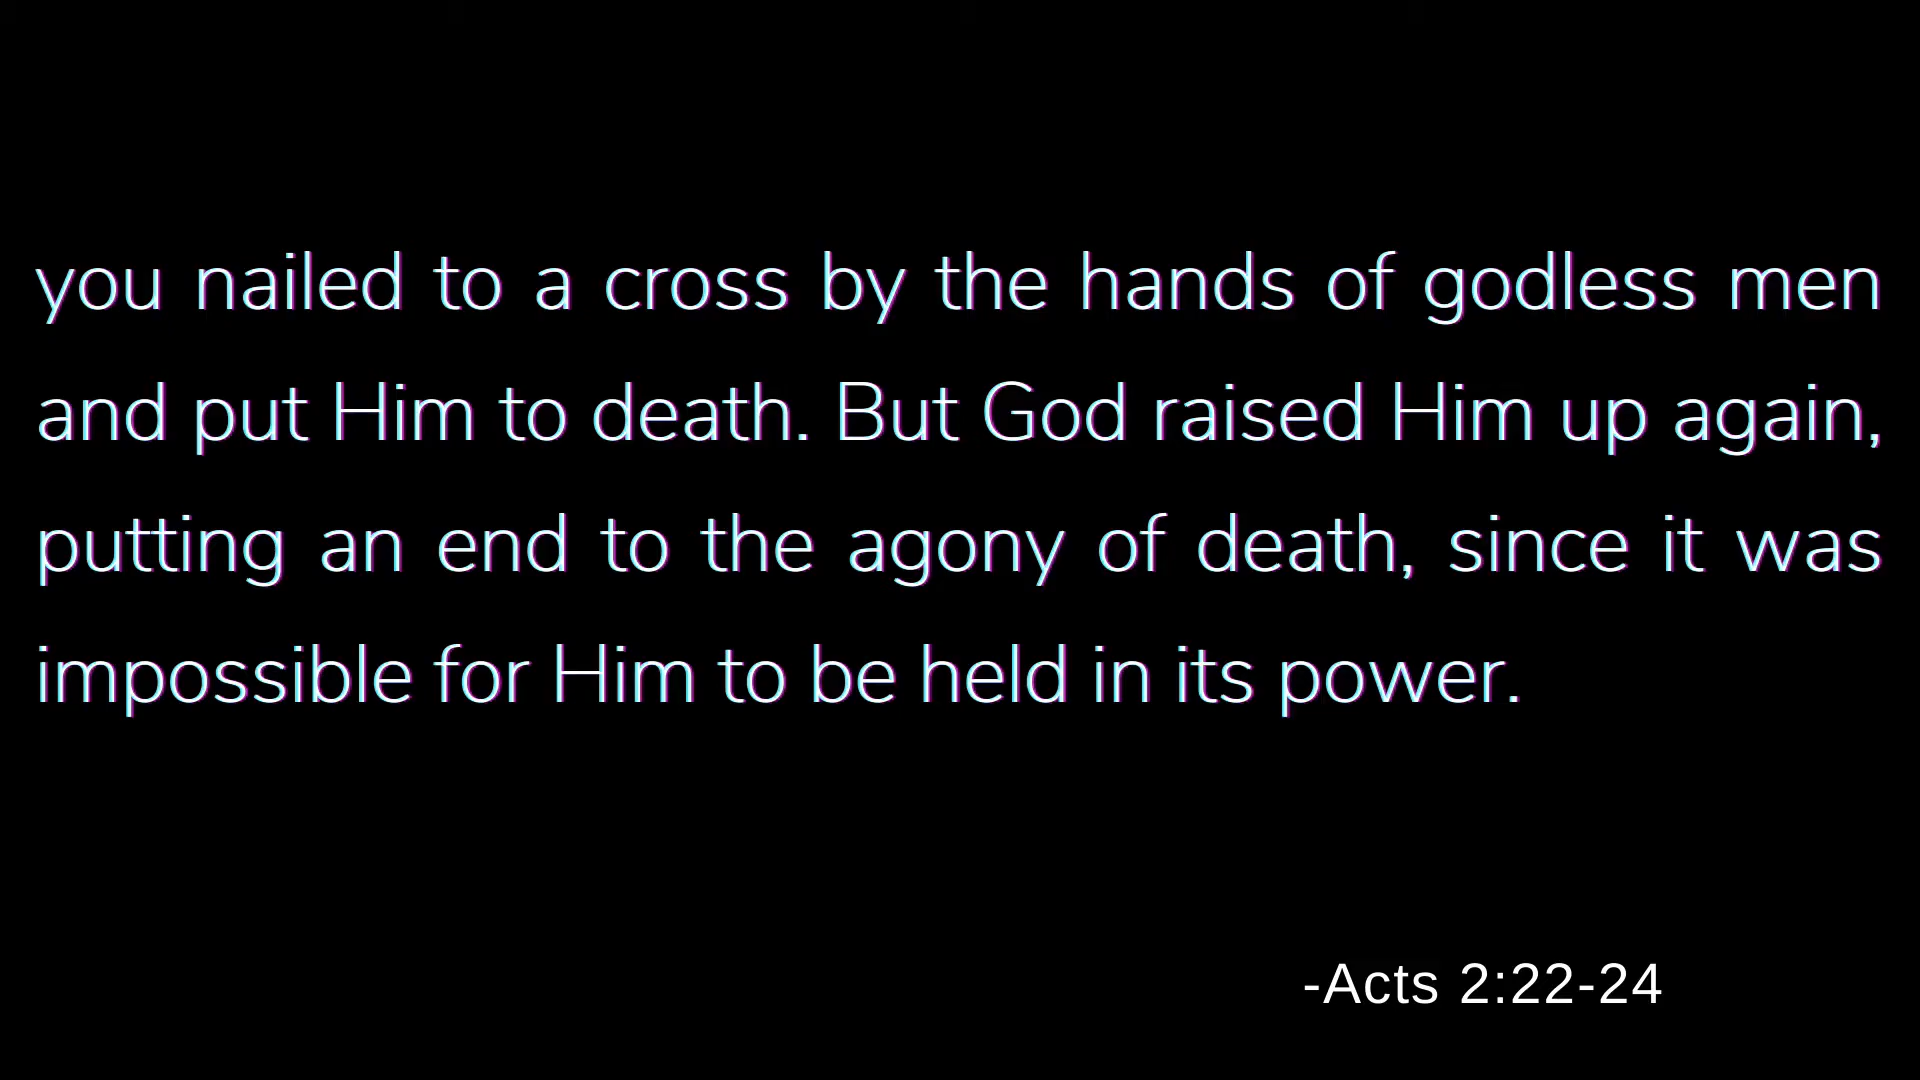 you nailed to a cross by the hands of godless men
and put Him to death. But God raised Him up again,
putting an end to the agony of death, since it was
impossible for Him to be held in its power.
-Acts 2:22-24